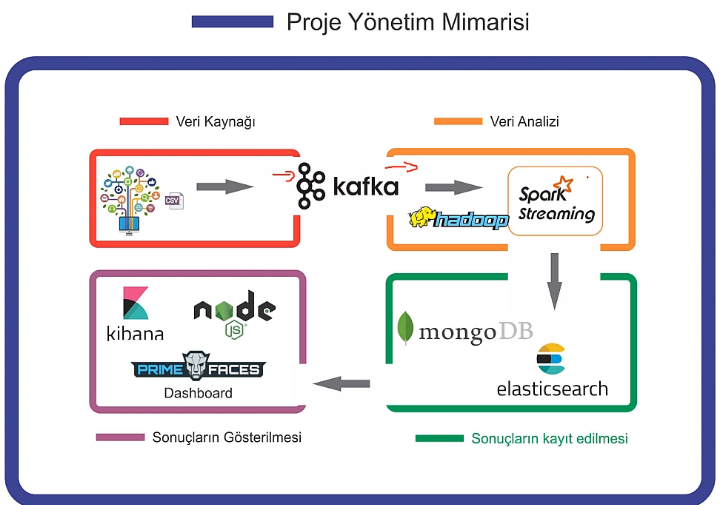 Proje Yönetim Mimarisi
Veri Kaynağı
Veri Analizi
CSV
kafka
hadoop
Spark
Streaming
kibana
node
JS
PRIME FACES
Dashboard
mongoDB
elasticsearch
Sonuçların Gösterilmesi
Sonuçların kayıt edilmesi